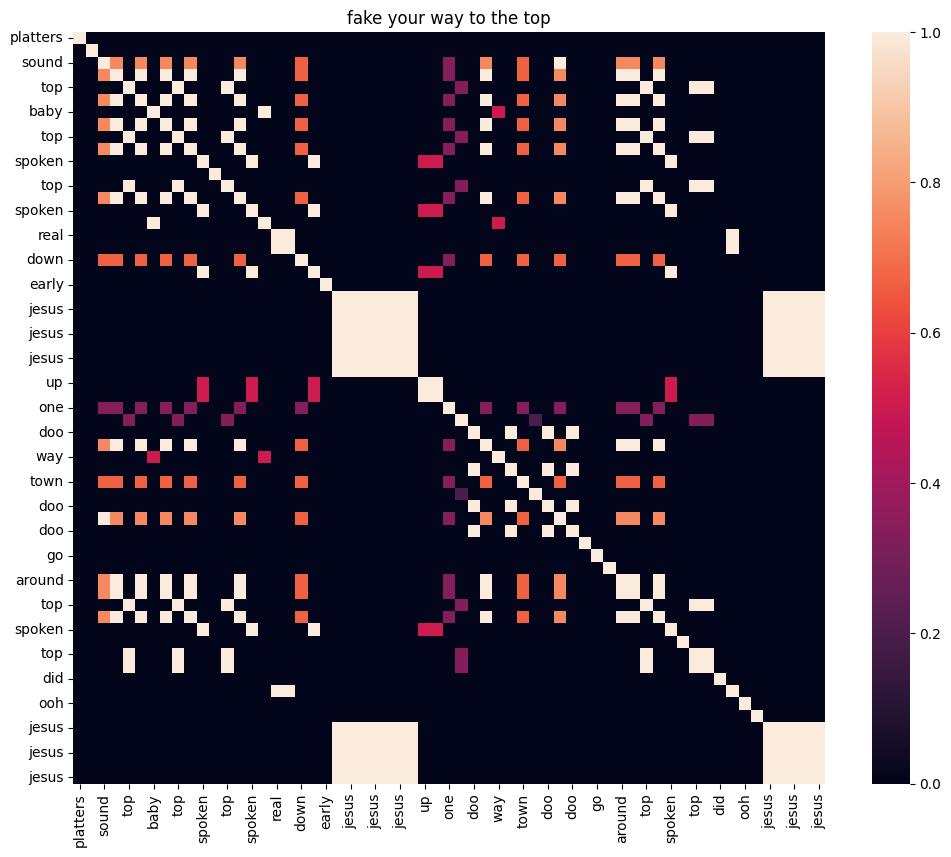 fake your way to the top
platters
sound
top
baby
top
spoken
top
spoken
real
down
early
jesus
jesus
jesus
up
one
doo
way
town
doo
doo
go
around
top
spoken
top
did
ooh
jesus
jesus
jesus
1.0
0.8
0.6
0.4
0.2
0.0
platters
sound
top
baby
top
spoken
top
spoken
real
down
early
jesus
jesus
jesus
up
one
doo
way
town
doo
doo
go
around
top
spoken
top
did
ooh
jesus
jesus
jesus